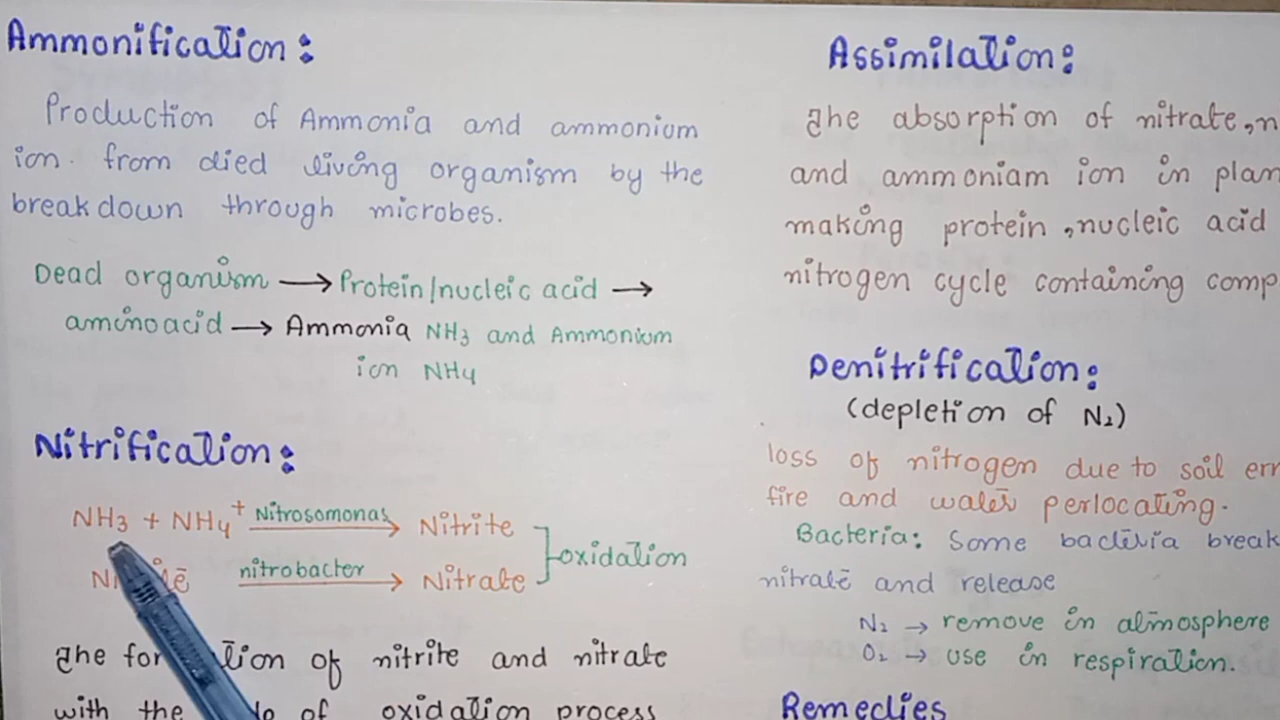 Ammonification:
Production of Ammonia and ammonium
ion from died living organism by the
breakdown through microbes.
Dead organism → Protein/nucleic acid →
aminoacid → Ammonia NH3 and Ammonium
ion NH4
Nitrification:
NH3 + NH4+ Nitrosomonas → Nitrite
nitrobacter → Nitrate
oxidation
The of nitrite and nitrate
with the of oxidation process
Assimilation:
The absorption of nitrate,
and ammoniam ion in
making protein, nucleic acid
nitrogen cycle containing
Denitrification:
(depletion of N2)
loss of nitrogen due to soil
fire and water perlocating.
Bacteria: Some bacteria break
nitrate and release
N2 → remove in atmosphere
O2 → use in respiration.
Remedies